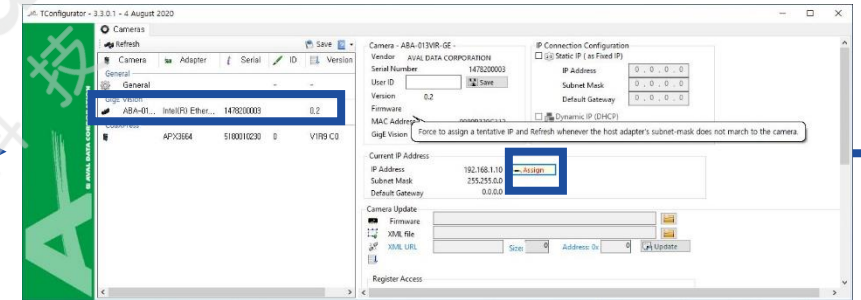 TConfigurator - 3.3.0.1 - 4 August 2020
Cameras
Refresh
Save
Camera Adapter Serial ID Version
General
General - -
GigE Vision
ABA-01... Intel(R) Ether... 1478200003 0.2
APX3664 5180010230 0 V1R9 C0
AVAL DATA CORPORATION
Camera - ABA-013VIR-GE -
Vendor AVAL DATA CORPORATION
Serial Number 1478200003
User ID Save
Version 0.2
Firmware
MAC Address
GigE Vision
IP Connection Configuration
Static IP ( as Fixed IP)
IP Address 0 . 0 . 0 . 0
Subnet Mask 0 . 0 . 0 . 0
Default Gateway 0 . 0 . 0 . 0
Dynamic IP (DHCP)
Force to assign a tentative IP and Refresh whenever the host adapter's subnet-mask does not march to the camera.
Current IP Address
IP Address 192.168.1.10 Assign
Subnet Mask 255.255.0.0
Default Gateway 0.0.0.0
Camera Update
Firmware
XML file
XML URL Size: 0 Address: 0x 0 Update
Register Access
技
科